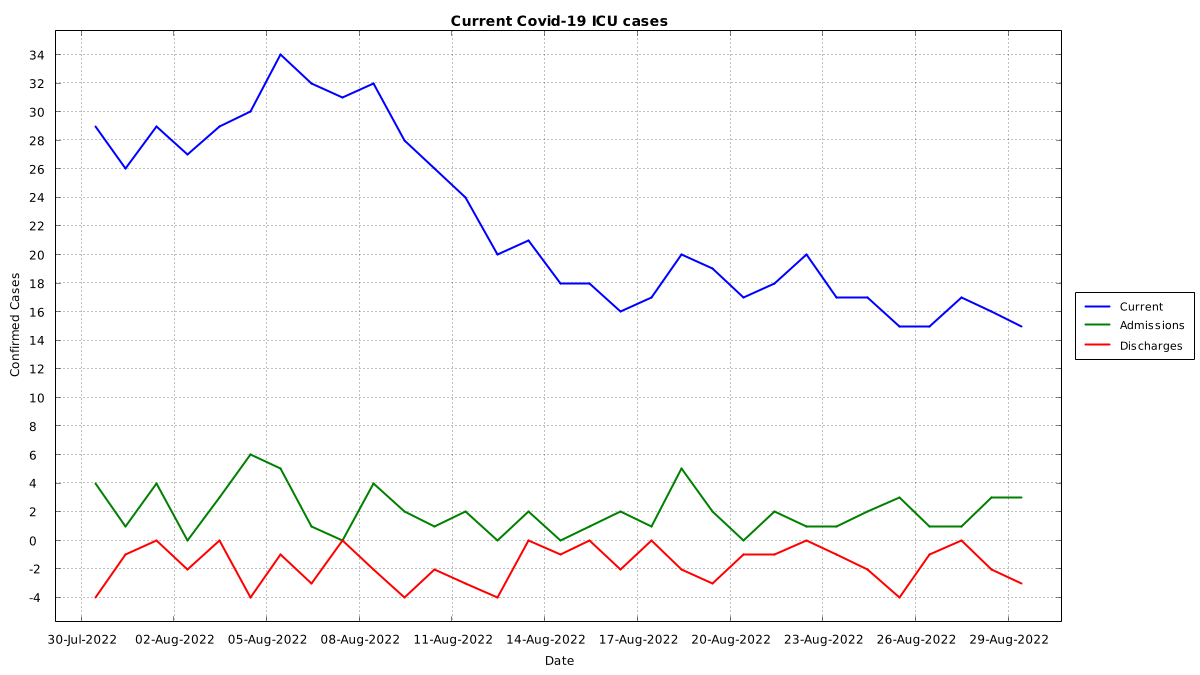 Current Covid-19 ICU cases
34
32
30
28
26
24
22
20
18
16
14
12
10
8
6
4
2
0
-2
-4
Confirmed Cases
30-Jul-2022 02-Aug-2022 05-Aug-2022 08-Aug-2022 11-Aug-2022 14-Aug-2022 17-Aug-2022 20-Aug-2022 23-Aug-2022 26-Aug-2022 29-Aug-2022
Date
Current
Admissions
Discharges